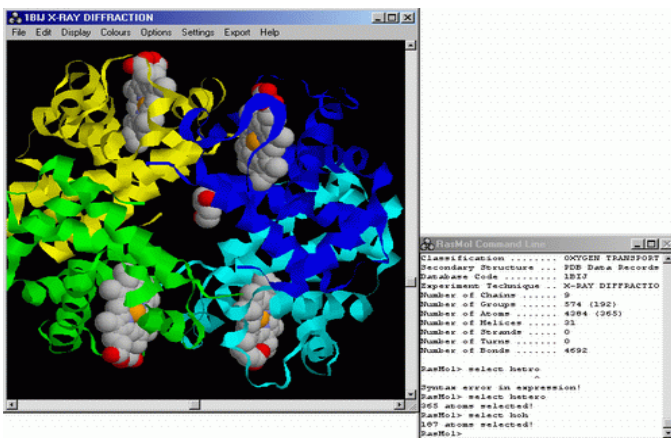 1BIJ X-RAY DIFFRACTION
File Edit Display Colours Options Settings Export Help
RasMol Command Line
Classification ........ OXYGEN TRANSPORT
Secondary Structure ... PDB Data Records
Database Code ......... 1BIJ
Experiment Technique .. X-RAY DIFFRACTIO
Number of Chains ...... 9
Number of Groups ...... 574 (192)
Number of Atoms ....... 4384 (365)
Number of Helices ..... 31
Number of Strands ..... 0
Number of Turns ....... 0
Number of Bonds ....... 4692
RasMol> select hetro
^
Syntax error in expression!
RasMol> select hetero
365 atoms selected!
RasMol> select hoh
187 atoms selected!
RasMol>